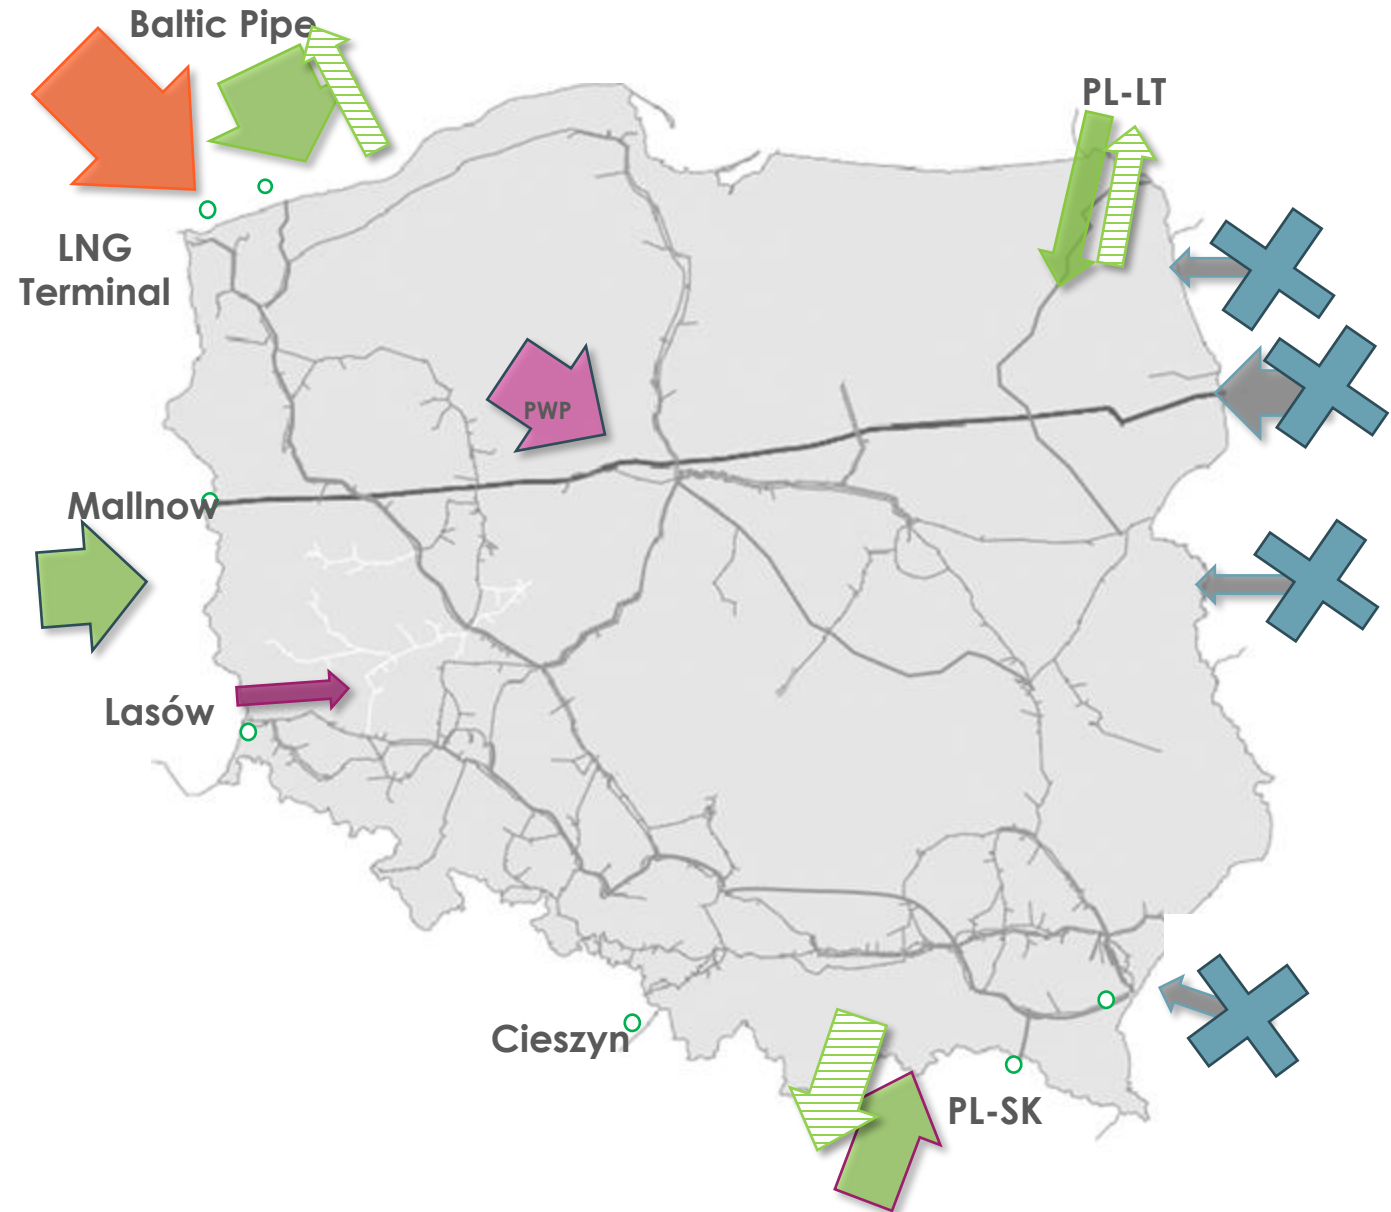 Baltic Pipe
PL-LT
LNG
Terminal
PWP
Mallnow
Lasów
Cieszyn
PL-SK